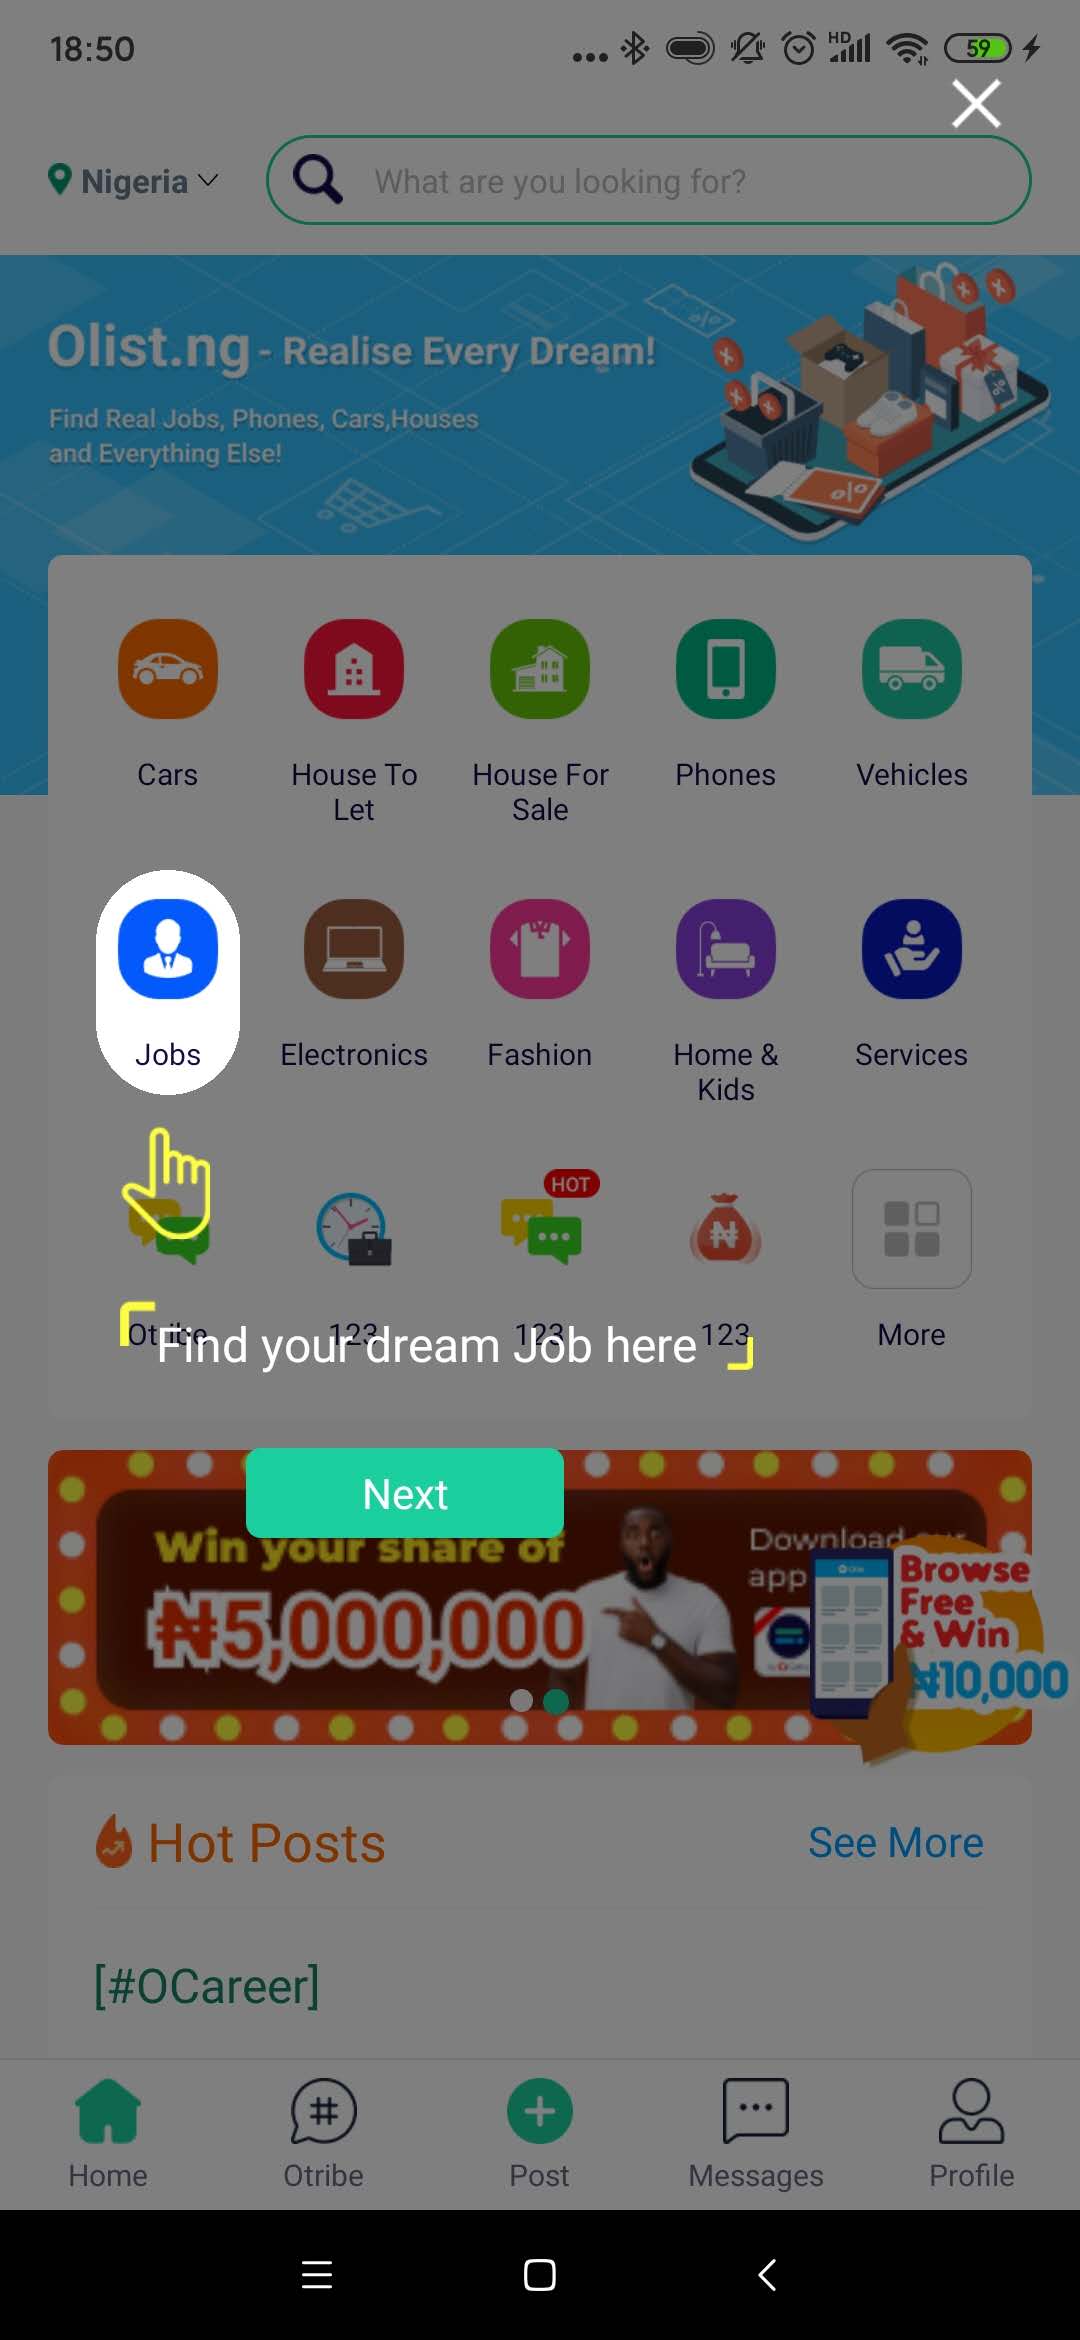 18:50
HD
59
Nigeria
What are you looking for?
Olist.ng - Realise Every Dream!
Find Real Jobs, Phones, Cars,Houses
and Everything Else!
Cars
House To
Let
House For
Sale
Phones
Vehicles
Jobs
Electronics
Fashion
Home &
Kids
Services
HOT
Otribe
123
123
123
More
Find your dream Job here
Next
Win your share of
₦5,000,000
Download our
app
Browse
Free
& Win
₦10,000
Hot Posts
See More
[#OCareer]
Home
Otribe
Post
Messages
Profile